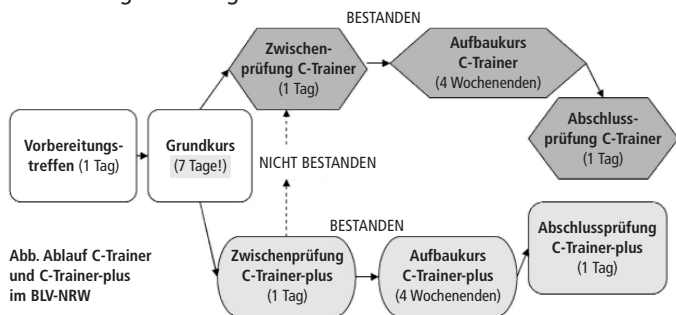 BESTANDEN
Zwischen-
prüfung C-Trainer
(1 Tag)
Aufbaukurs
C-Trainer
(4 Wochenenden)
Abschluss-
prüfung C-Trainer
(1 Tag)
Vorbereitungs-
treffen (1 Tag)
Grundkurs
(7 Tage!)
NICHT BESTANDEN
BESTANDEN
Zwischenprüfung
C-Trainer-plus
(1 Tag)
Aufbaukurs
C-Trainer-plus
(4 Wochenenden)
Abschlussprüfung
C-Trainer-plus
(1 Tag)
Abb. Ablauf C-Trainer
und C-Trainer-plus
im BLV-NRW